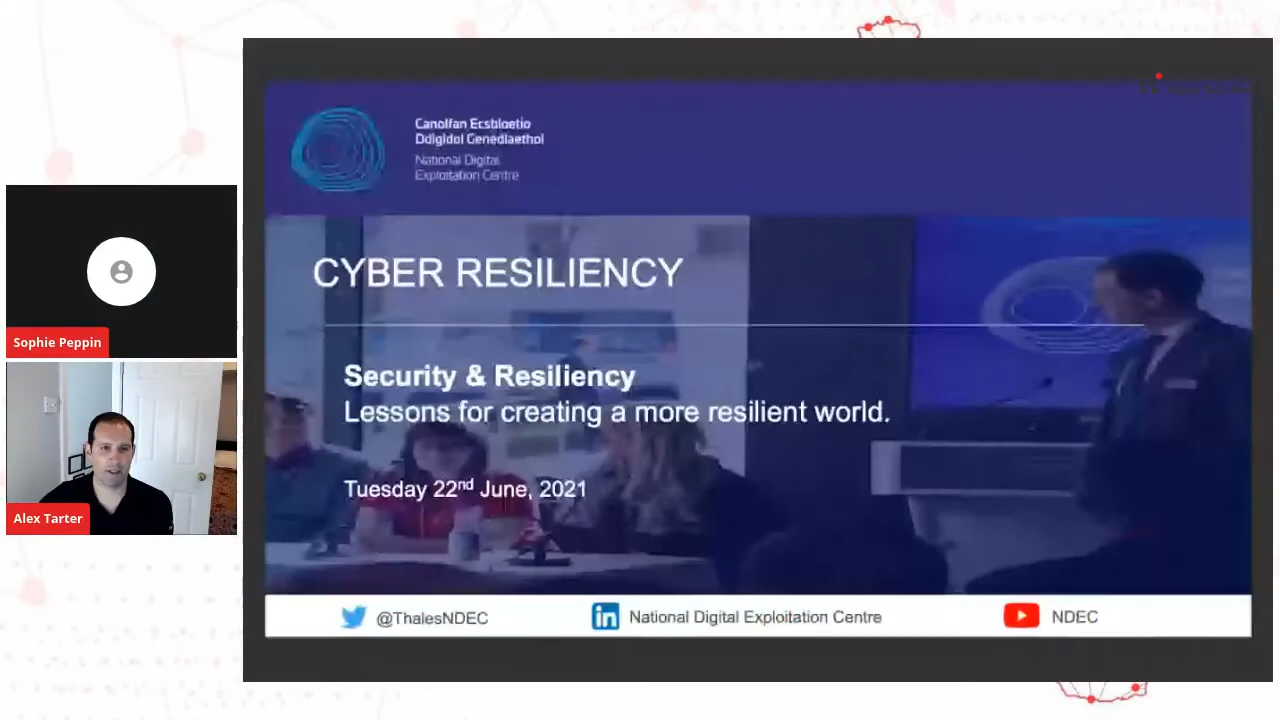 Canolfan Ecsbloetio
Ddigidol Genedlaethol
National Digital
Exploitation Centre
CYBER RESILIENCY
Security & Resiliency
Lessons for creating a more resilient world.
Tuesday 22nd June, 2021
@ThalesNDEC
National Digital Exploitation Centre
NDEC
Sophie Peppin
Alex Tarter